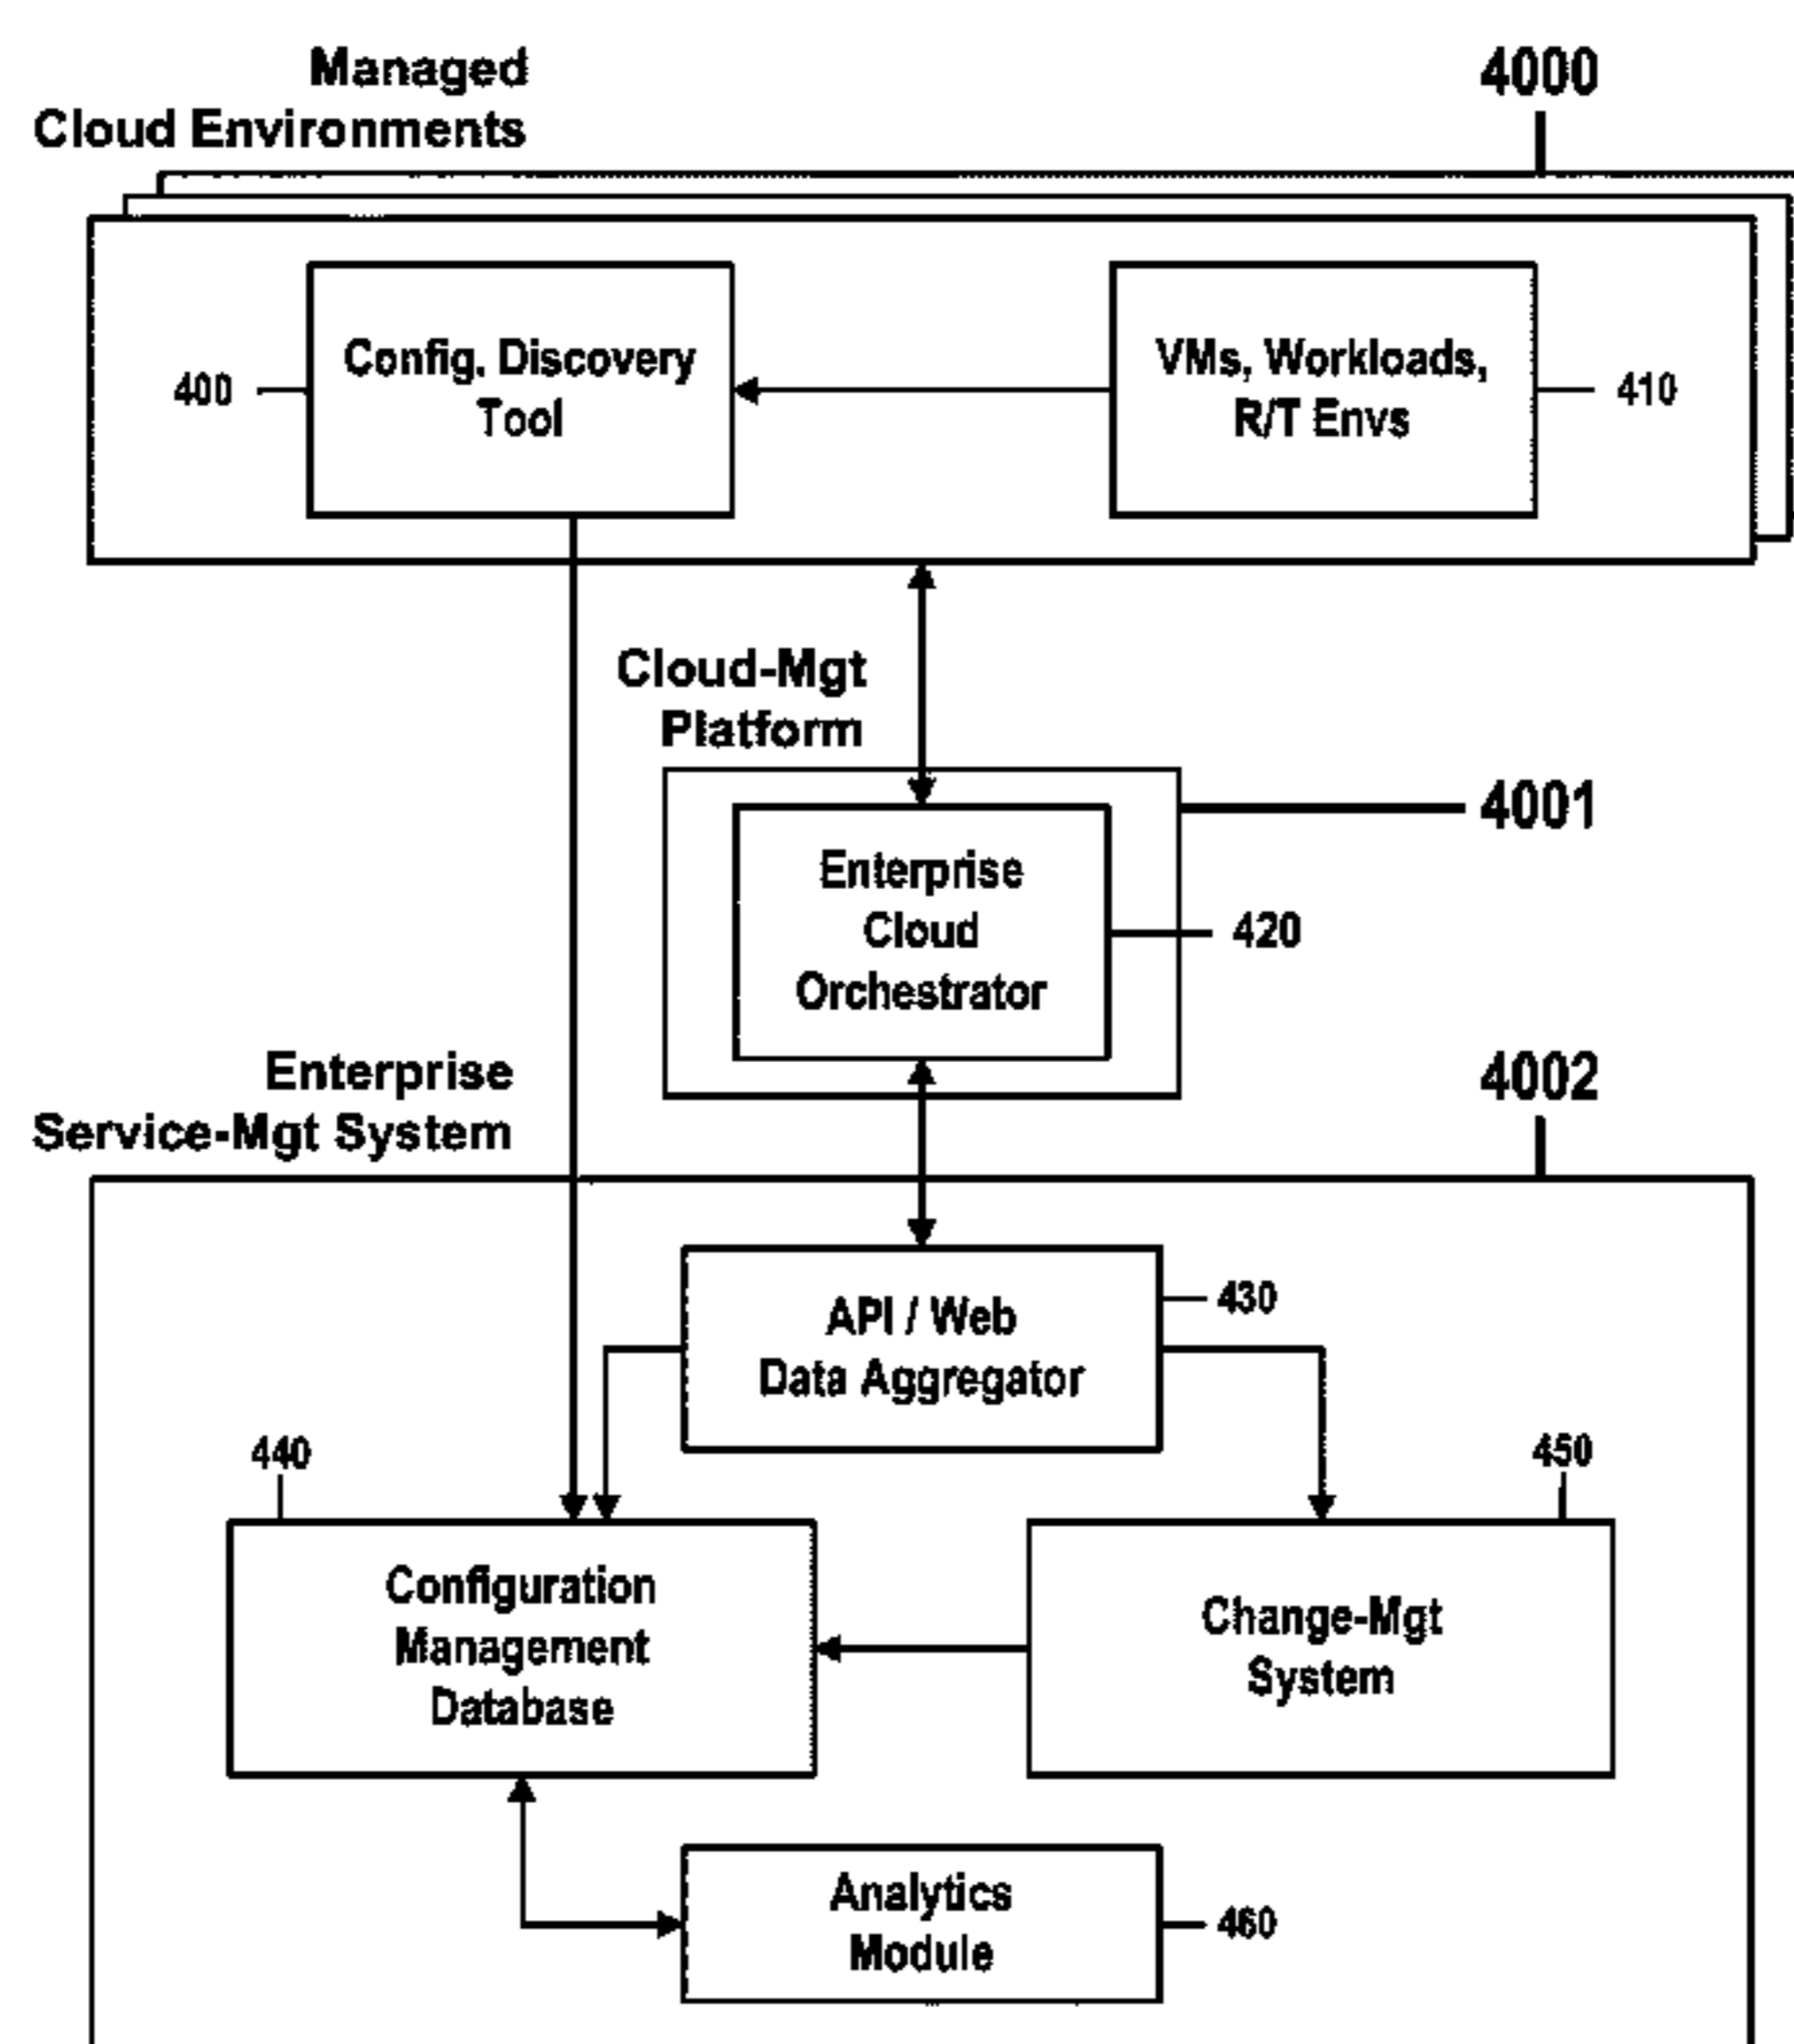 Managed
Cloud Environments
4000
400
Config. Discovery
Tool
VMs, Workloads,
R/T Envs
410
Cloud-Mgt
Platform
4001
Enterprise
Cloud
Orchestrator
420
Enterprise
Service-Mgt System
4002
API / Web
Data Aggregator
430
440
450
Configuration
Management
Database
Change-Mgt
System
Analytics
Module
460